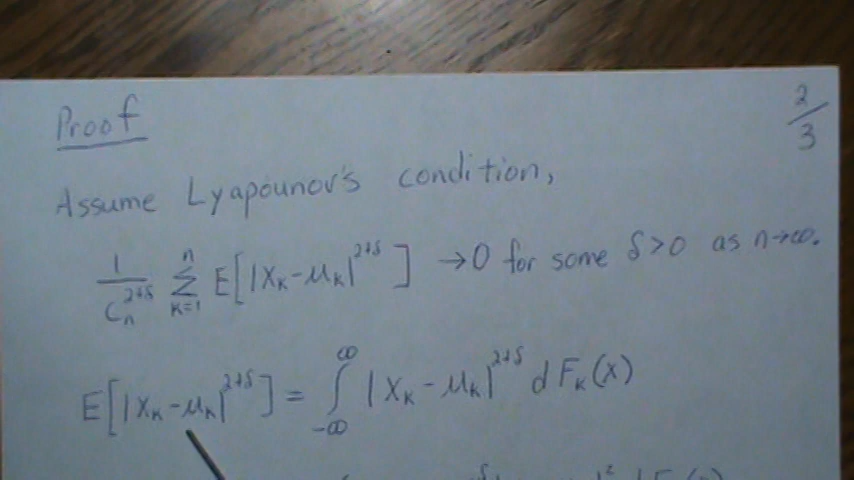 Proof
2/3
Assume Lyapounov's condition,
1/C_n^{2+δ} Σ_{k=1}^{n} E[|X_k-μ_k|^{2+δ}] →0 for some δ>0 as n→∞.
E[|X_k-μ_k|^{2+δ}] = ∫_{-∞}^{∞} |X_k-μ_k|^{2+δ} dF_k(x)